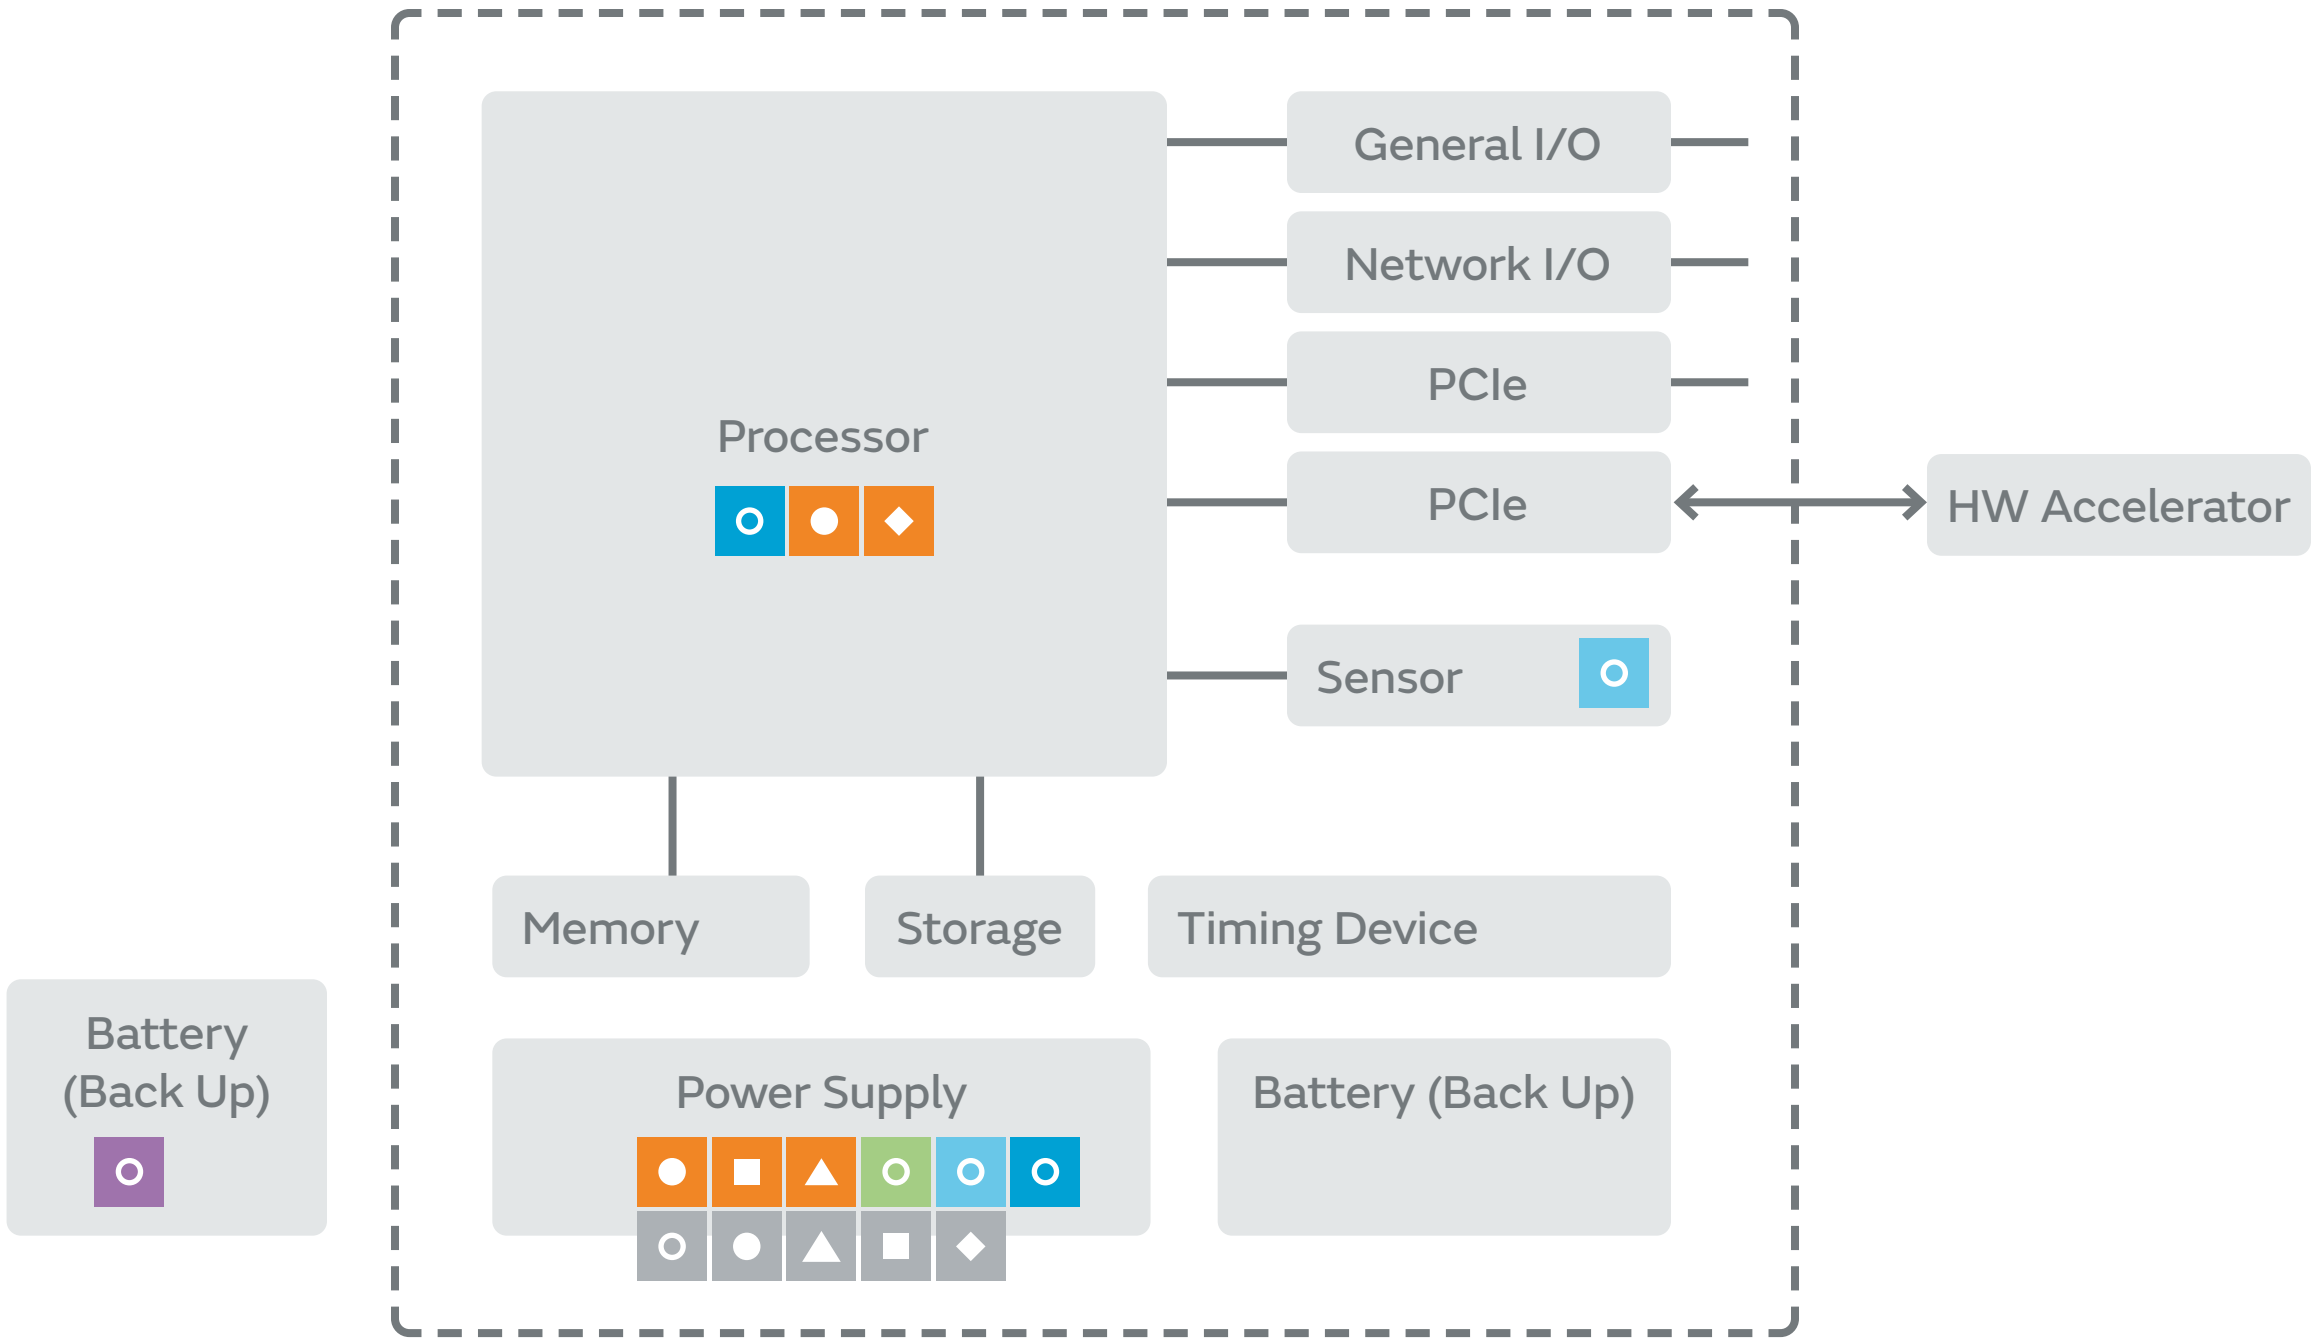 General I/O
Network I/O
PCIe
Processor
PCIe
HW Accelerator
Sensor
Memory
Storage
Timing Device
Battery
(Back Up)
Power Supply
Battery (Back Up)